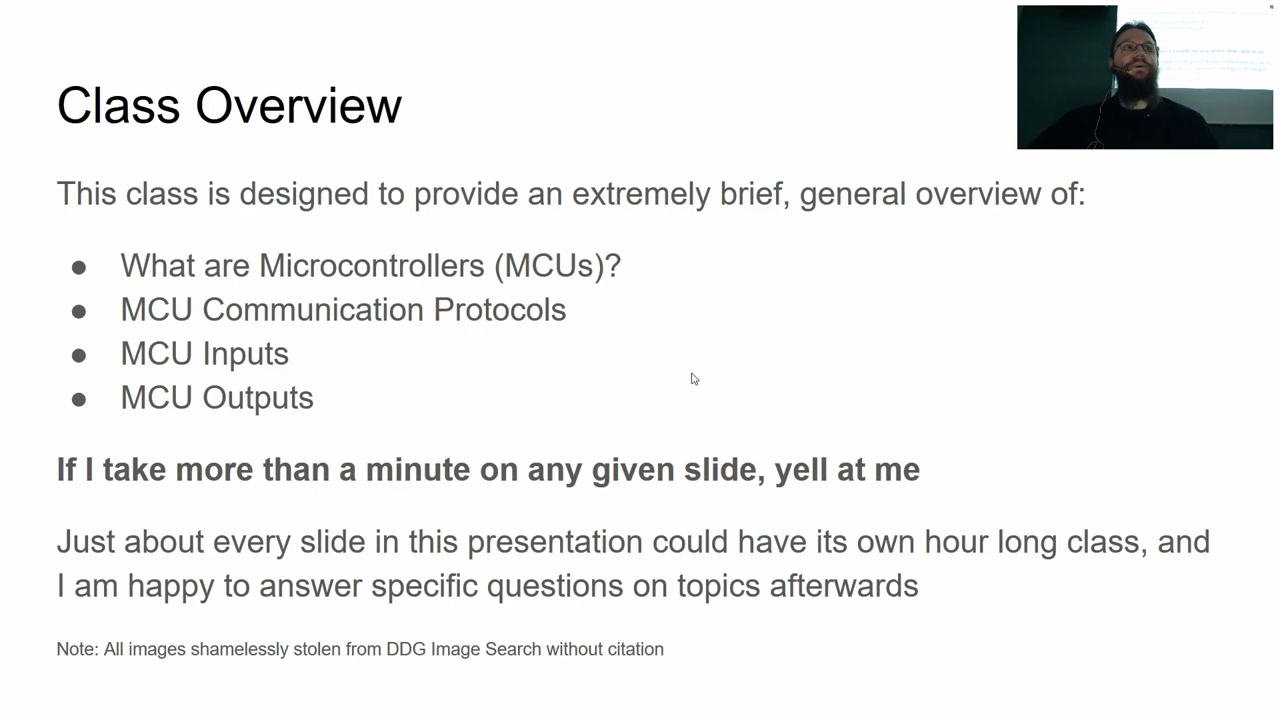 Class Overview
This class is designed to provide an extremely brief, general overview of:
● What are Microcontrollers (MCUs)?
● MCU Communication Protocols
● MCU Inputs
● MCU Outputs
If I take more than a minute on any given slide, yell at me
Just about every slide in this presentation could have its own hour long class, and
I am happy to answer specific questions on topics afterwards
Note: All images shamelessly stolen from DDG Image Search without citation